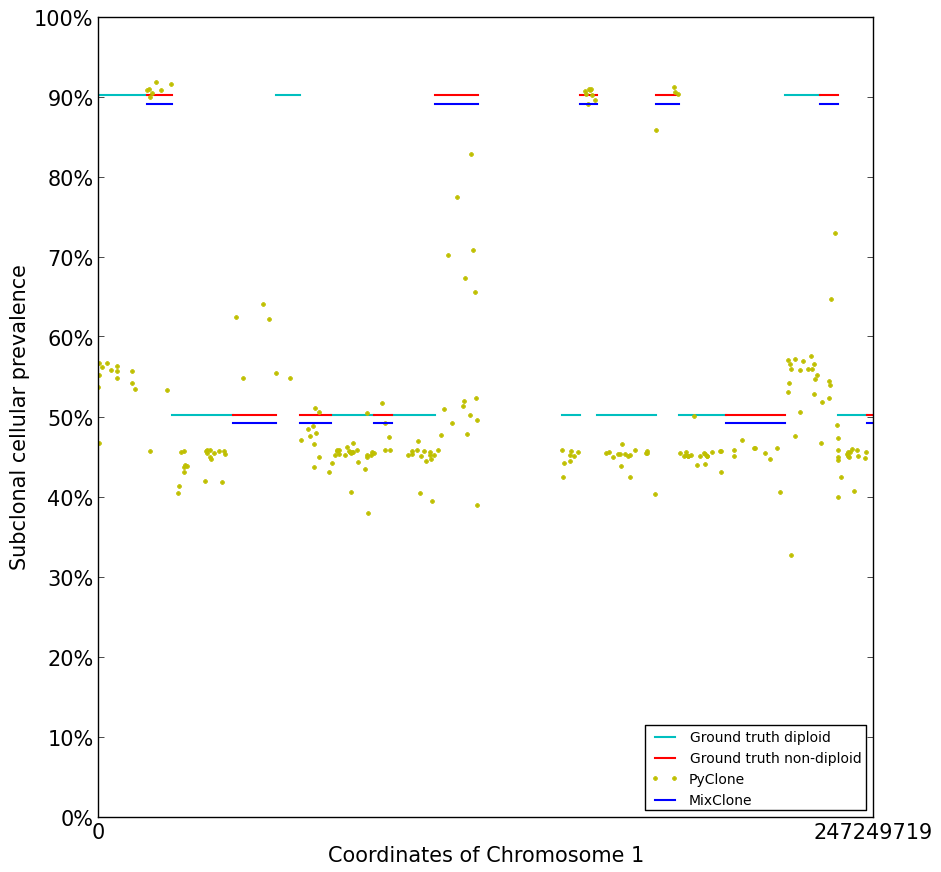 100%
90%
80%
70%
60%
50%
40%
30%
20%
10%
0%
Subclonal cellular prevalence
Ground truth diploid
Ground truth non-diploid
PyClone
MixClone
0
247249719
Coordinates of Chromosome 1